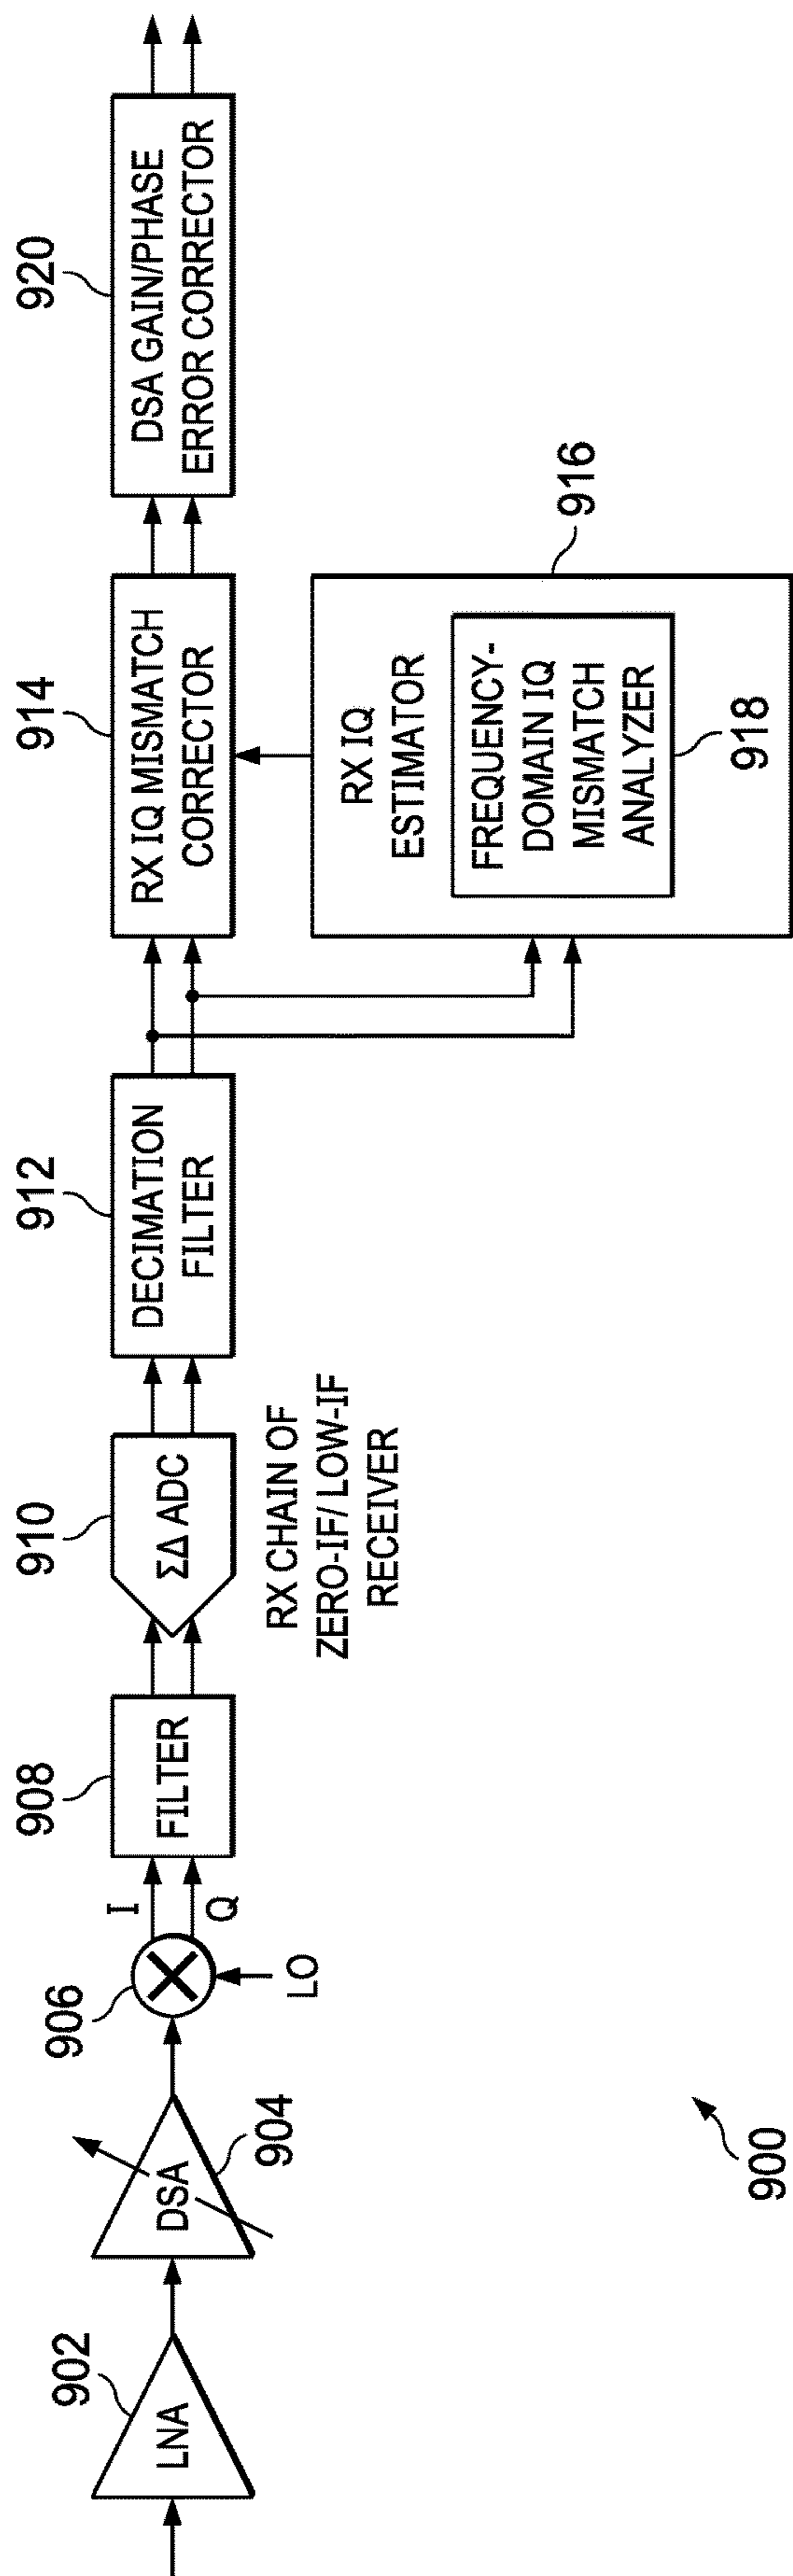 902
LNA
904
DSA
906
LO
I
Q
908
FILTER
910
ΣΔ ADC
RX CHAIN OF
ZERO-IF/ LOW-IF
RECEIVER
912
DECIMATION
FILTER
914
RX IQ MISMATCH
CORRECTOR
916
RX IQ
ESTIMATOR
FREQUENCY-
DOMAIN IQ
MISMATCH
ANALYZER
918
920
DSA GAIN/PHASE
ERROR CORRECTOR
900